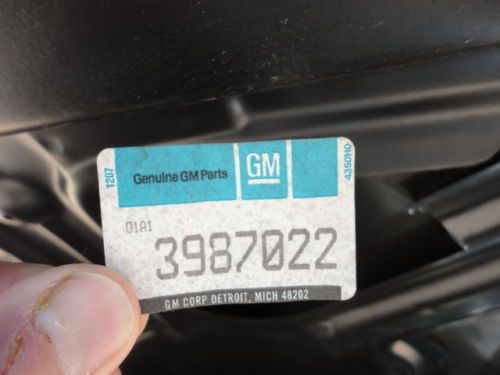 1207
Genuine GM Parts
GM
4350HO
01A1
3987022
GM CORP DETROIT, MICH 48202